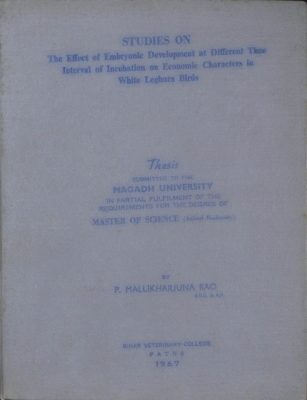 STUDIES ON
The Effect of Embryonic Development at Different Time
Interval of Incubation on Economic Characters in
White Leghorn Birds
Thesis
SUBMITTED TO THE
MAGADH UNIVERSITY
IN PARTIAL FULFILMENT OF THE
REQUIREMENTS FOR THE DEGREE OF
MASTER OF SCIENCE (Animal Husbandry)
BY
P. MALLIKHARJUNA RAO
BIHAR VETERINARY COLLEGE
PATNA
1967